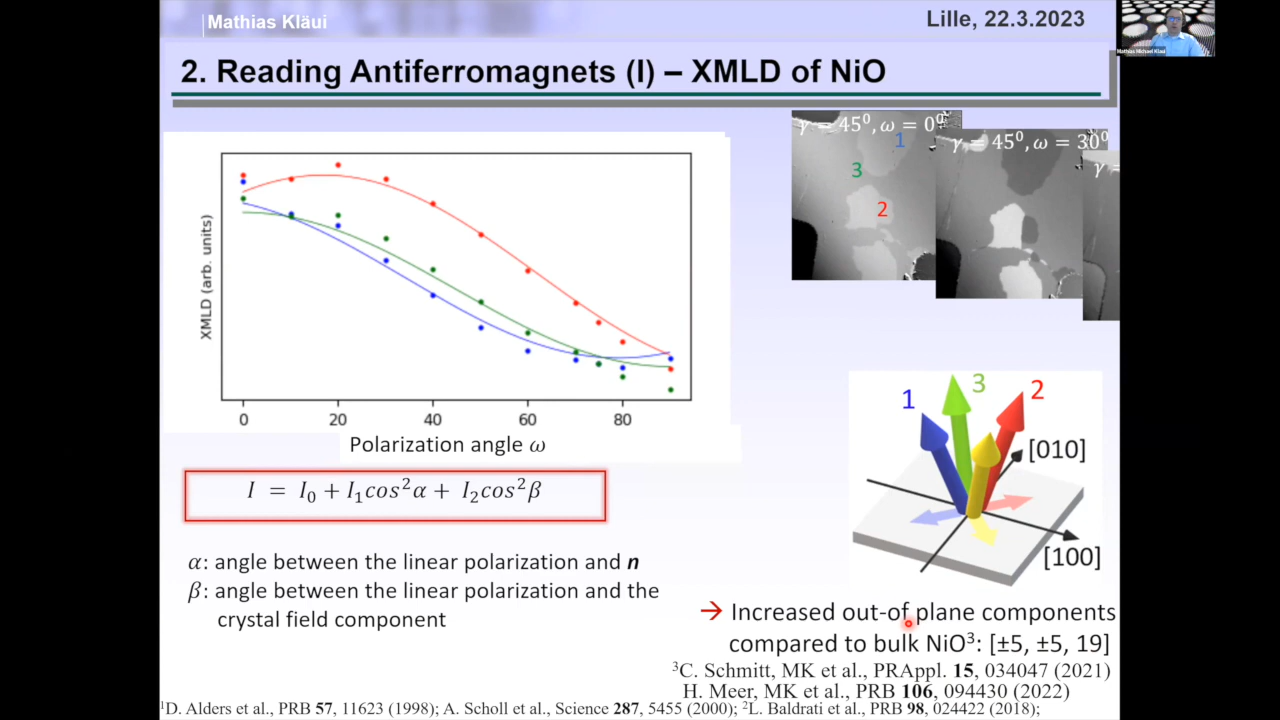 Mathias Kläui
Lille, 22.3.2023
Mathias Michael Kläui
2. Reading Antiferromagnets (I) – XMLD of NiO
γ = 45⁰, ω = 0⁰
γ = 45⁰, ω = 30⁰
γ =
1
3
2
XMLD (arb. units)
0 20 40 60 80
Polarization angle ω
I = I₀ + I₁cos²α + I₂cos²β
α: angle between the linear polarization and n
β: angle between the linear polarization and the
crystal field component
1 3 2
[010]
[100]
→ Increased out-of plane components
compared to bulk NiO³: [±5, ±5, 19]
³C. Schmitt, MK et al., PRAppl. 15, 034047 (2021)
H. Meer, MK et al., PRB 106, 094430 (2022)
¹D. Alders et al., PRB 57, 11623 (1998); A. Scholl et al., Science 287, 5455 (2000); ²L. Baldrati et al., PRB 98, 024422 (2018);